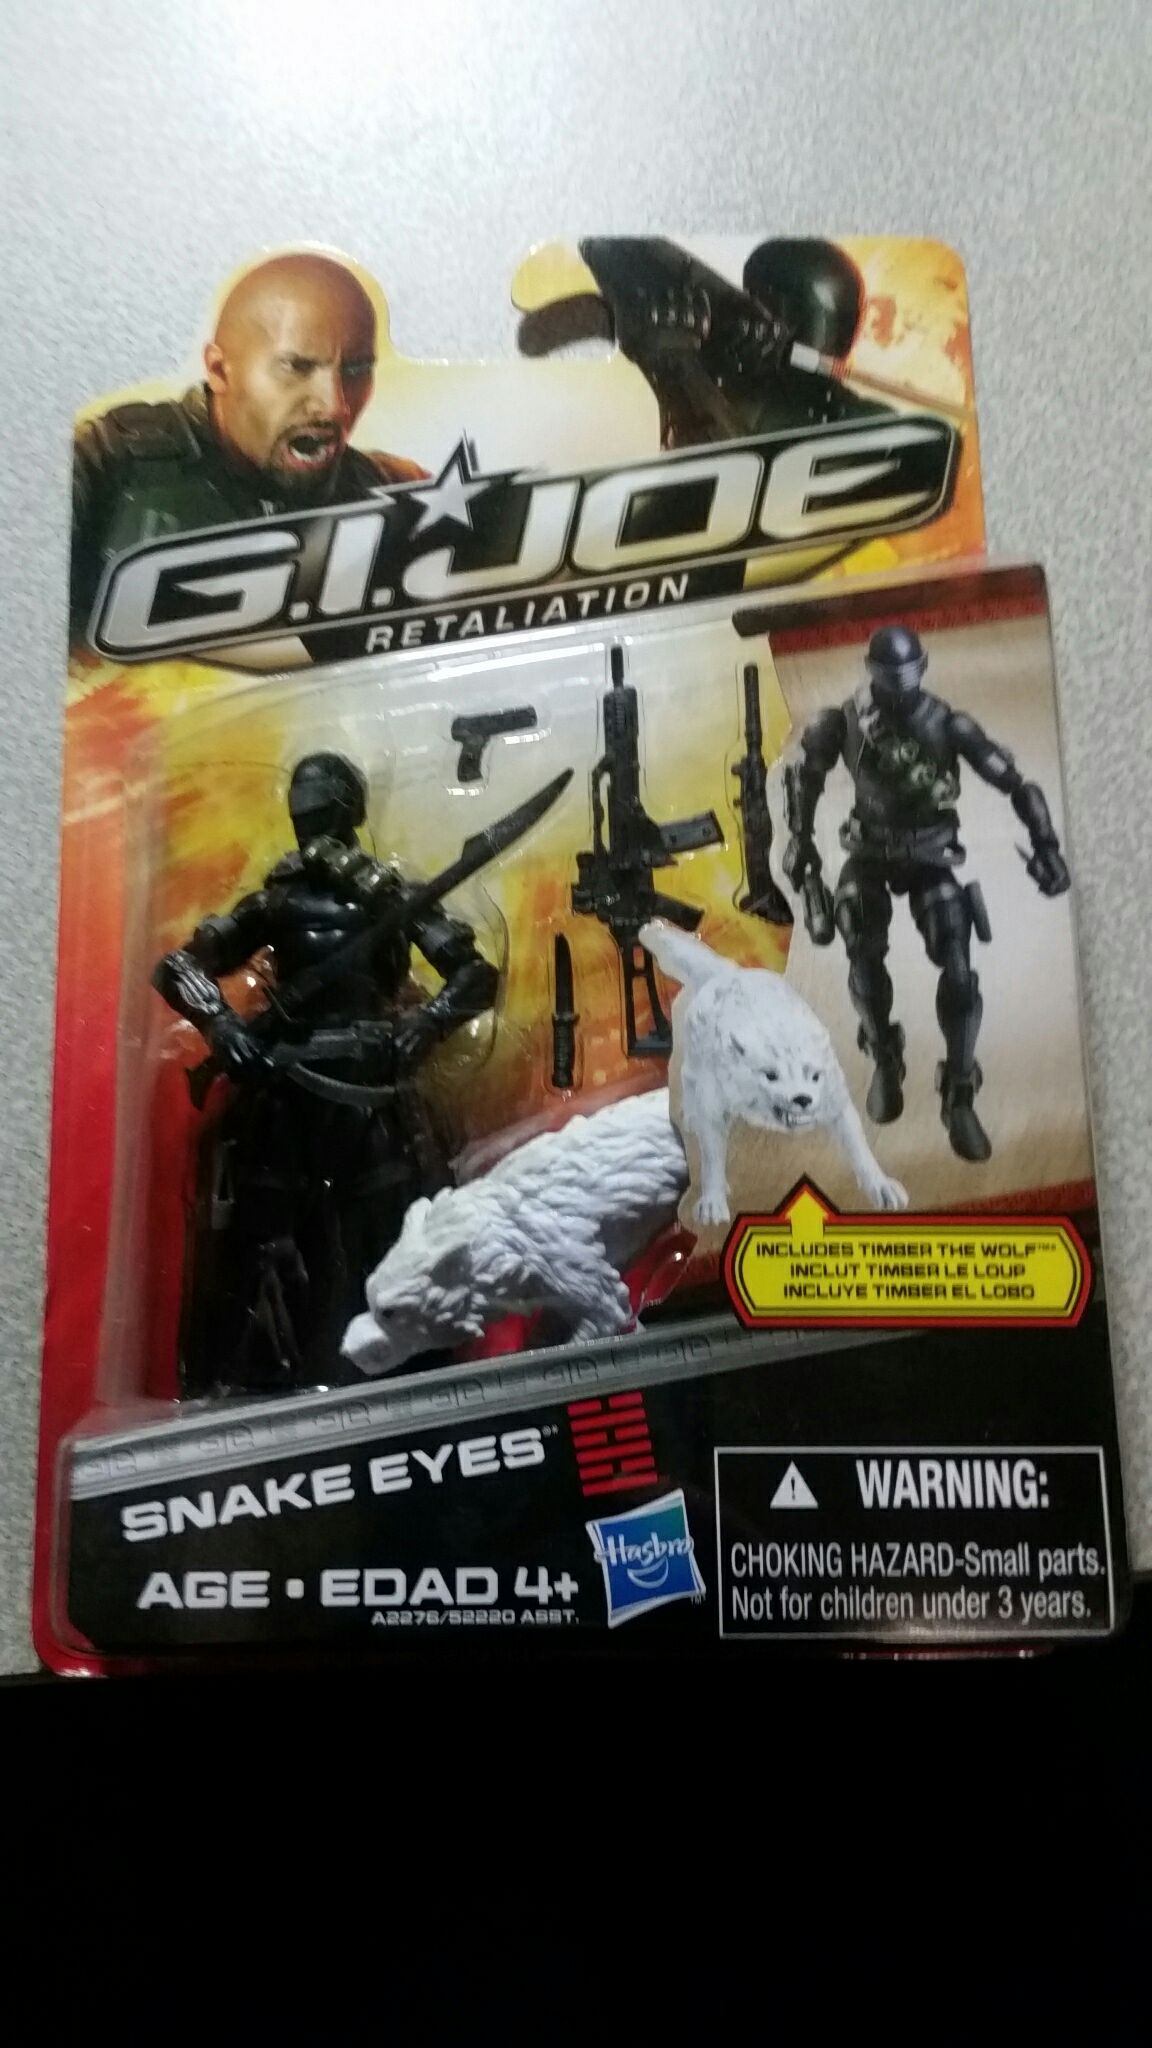 G.I. JOE
RETALIATION
INCLUDES TIMBER THE WOLF™
INCLUT TIMBER LE LOUP
INCLUYE TIMBER EL LOBO
SNAKE EYES
AGE • EDAD 4+
A2276/52220 ASST.
Hasbro
WARNING:
CHOKING HAZARD-Small parts.
Not for children under 3 years.